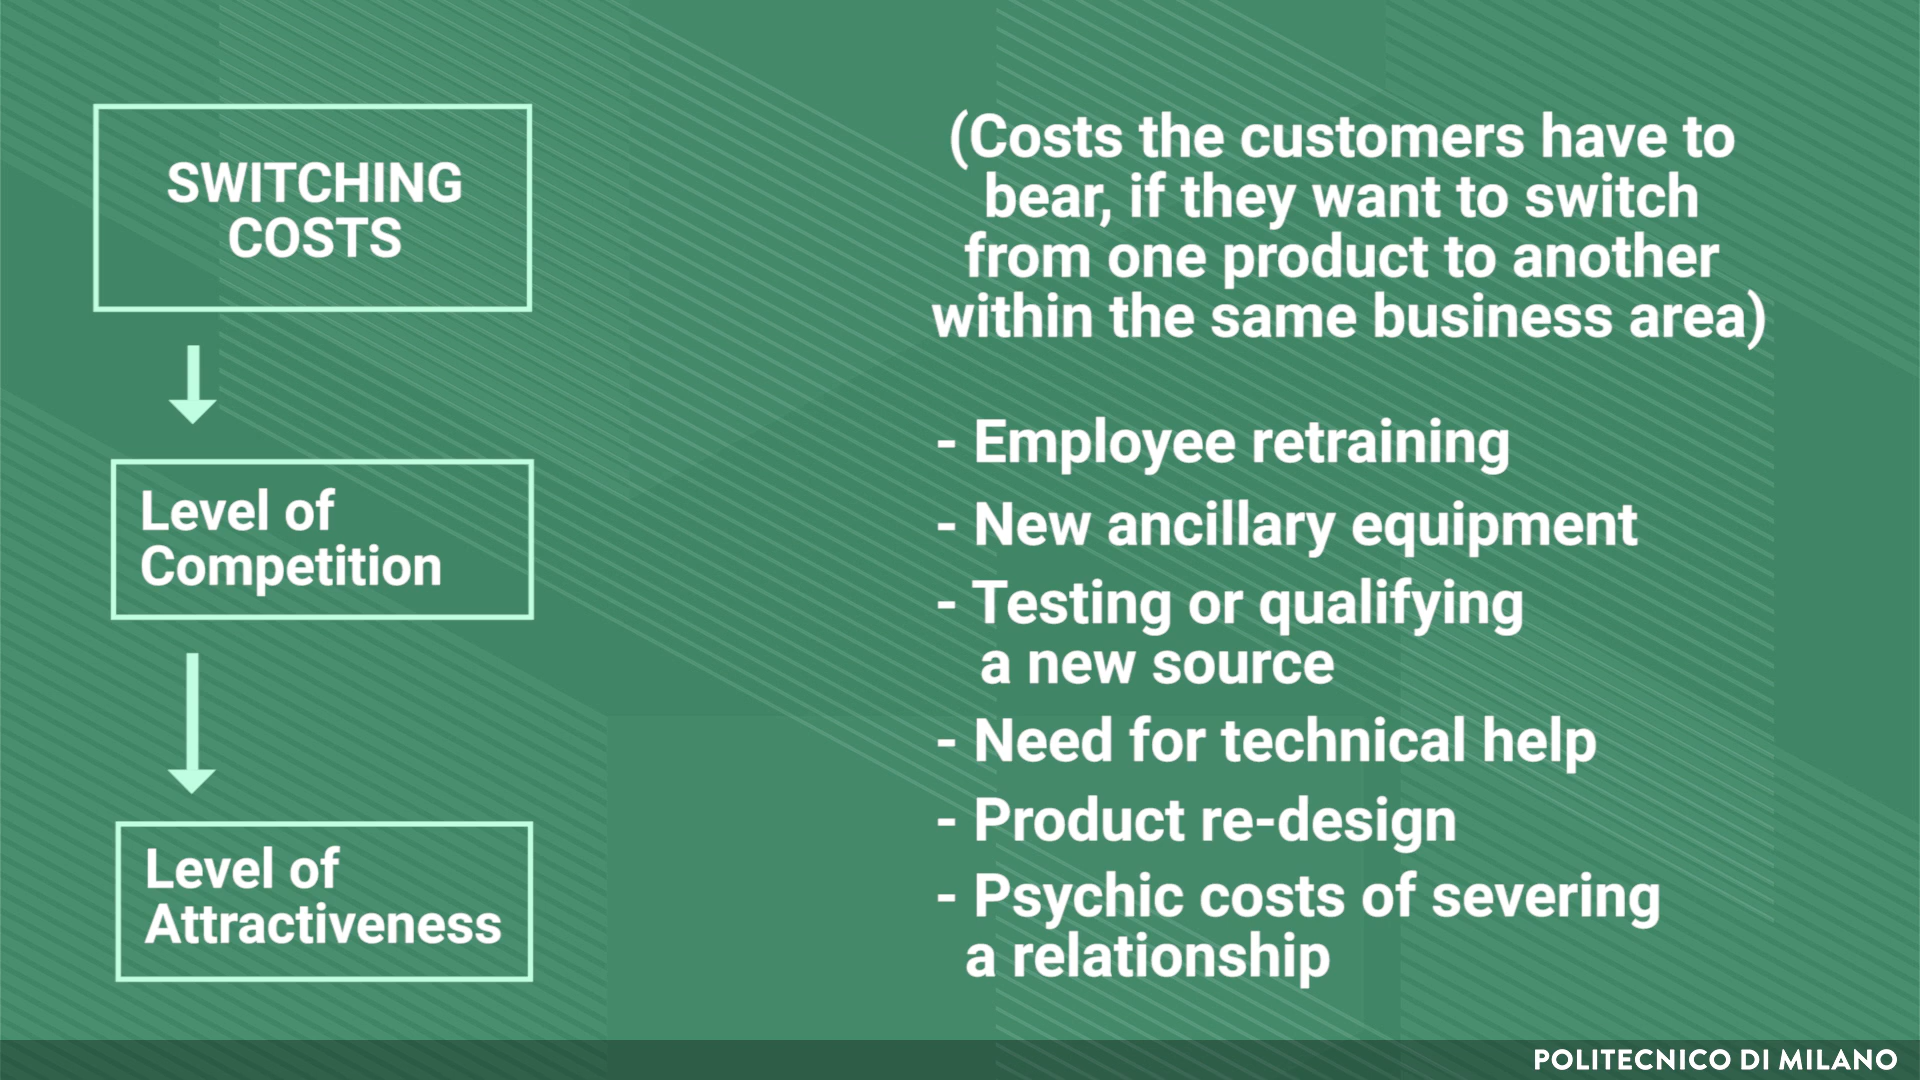 SWITCHING
COSTS
Level of
Competition
Level of
Attractiveness
(Costs the customers have to
bear, if they want to switch
from one product to another
within the same business area)
- Employee retraining
- New ancillary equipment
- Testing or qualifying
a new source
- Need for technical help
- Product re-design
- Psychic costs of severing
a relationship
POLITECNICO DI MILANO